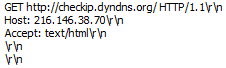 GET http://checkip.dyndns.org/ HTTP/1.1\r\n
Host: 216.146.38.70\r\n
Accept: text/html\r\n
\r\n
\r\n